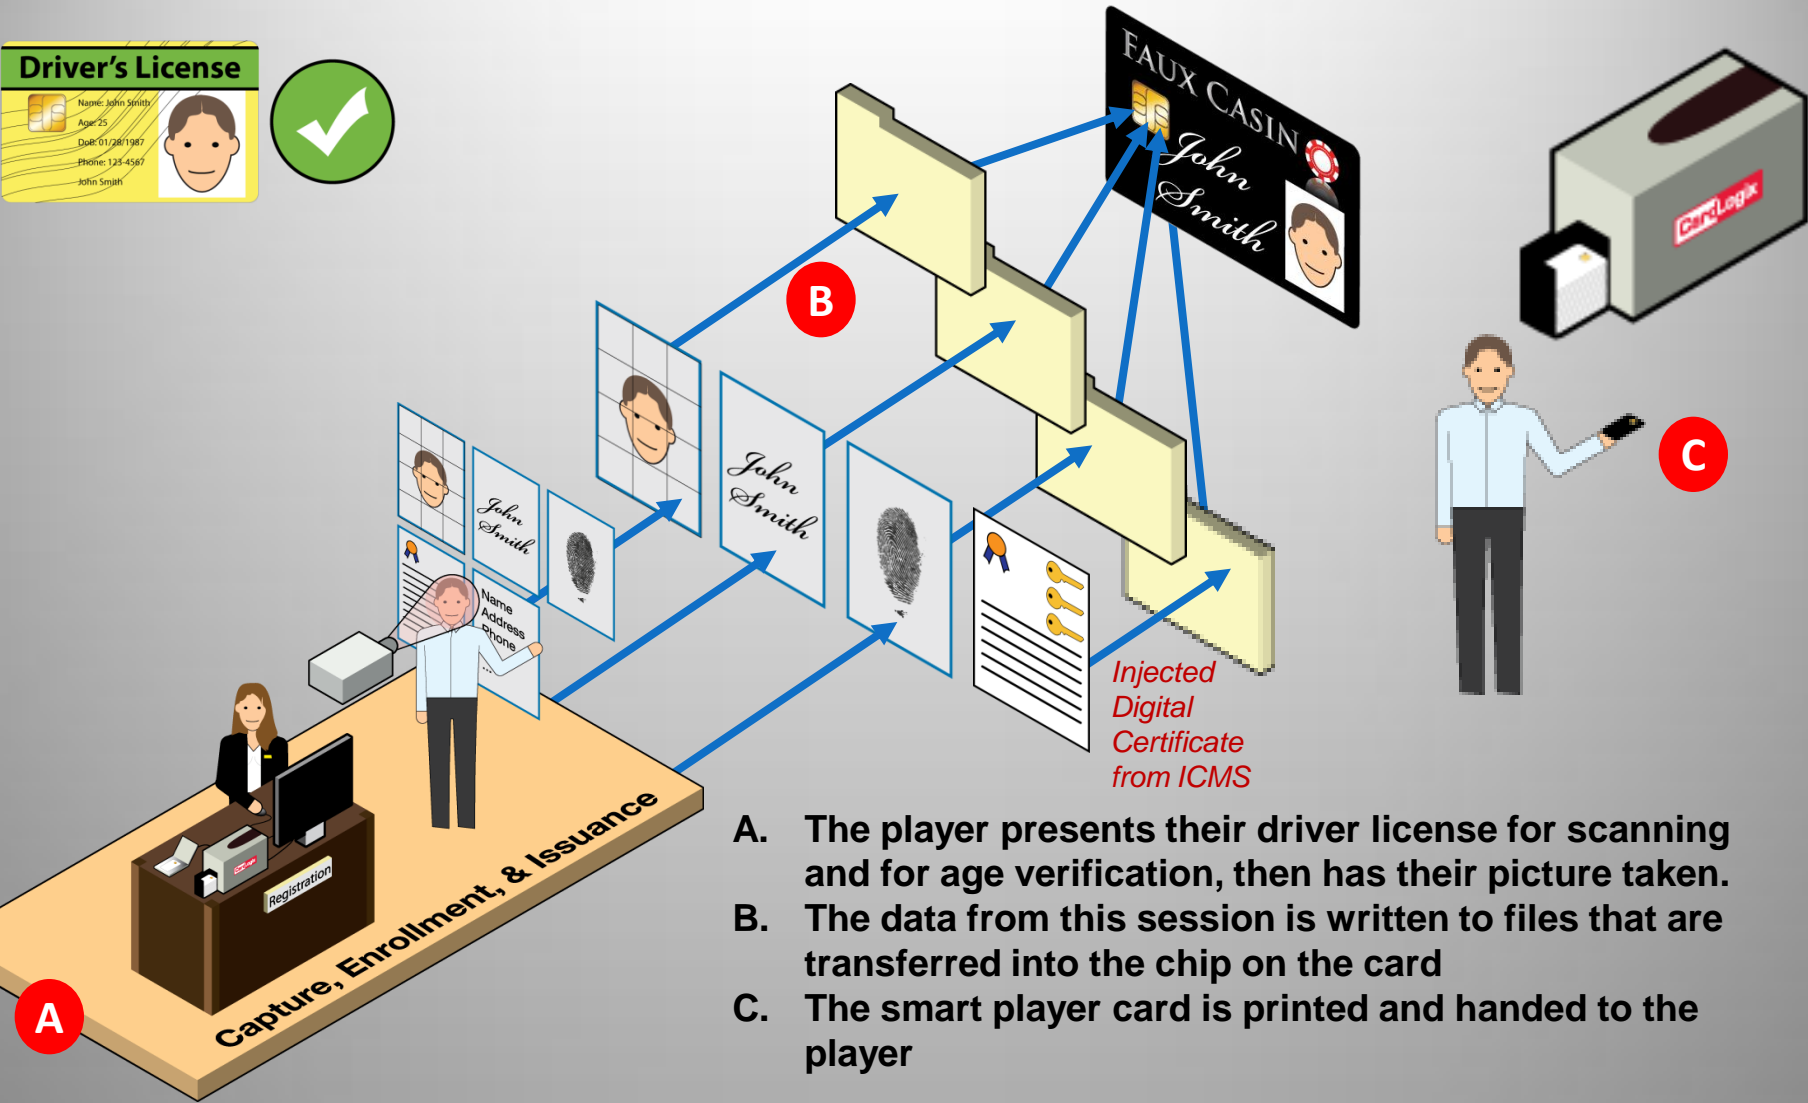 Driver's License
Name: John Smith
Age: 25
DoB: 01/28/1987
Phone: 123-4567
John Smith
FAUX CASINO
John
Smith
CardLogix
B
C
John
Smith
John
Smith
Name
Address
Phone
...
Injected
Digital
Certificate
from ICMS
CardLogix
Registration
Capture, Enrollment, & Issuance
A
A. The player presents their driver license for scanning
and for age verification, then has their picture taken.
B. The data from this session is written to files that are
transferred into the chip on the card
C. The smart player card is printed and handed to the
player